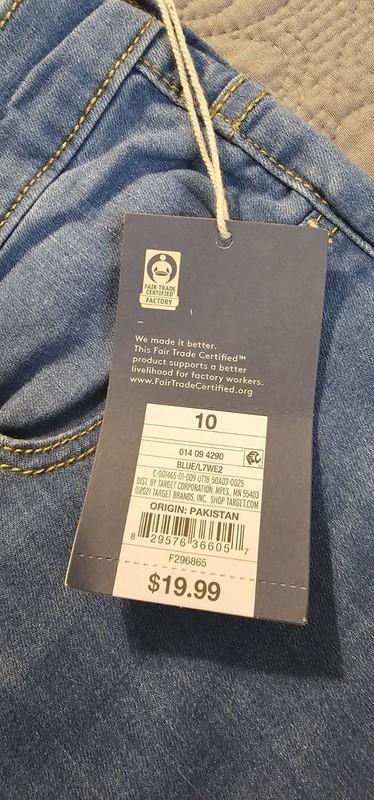 FAIR TRADE
CERTIFIED
FACTORY
We made it better.
This Fair Trade Certified™
product supports a better
livelihood for factory workers.
www.FairTradeCertified.org
10
014 09 4290
BLUE/L7WE2
C-001465-01-009 UT18_50A03-0025
DIST. BY TARGET CORPORATION, MPLS, MN 55403
©2021 TARGET BRANDS, INC. SHOP TARGET.COM
ORIGIN: PAKISTAN
8 29576 36605 7
F296865
$19.99